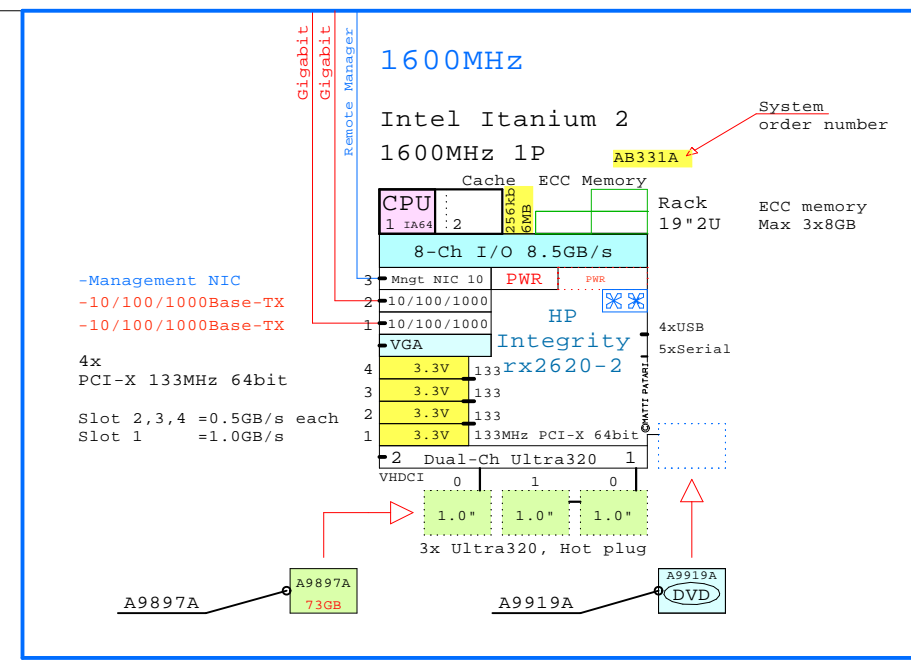 1600MHz
Gigabit
Gigabit
Remote Manager
Intel Itanium 2
1600MHz 1P
System
order number
AB331A
Cache ECC Memory
CPU
1 IA64 2
256kb
6MB
Rack
19"2U
ECC memory
Max 3x8GB
8-Ch I/O 8.5GB/s
-Management NIC
3 Mngt NIC 10 PWR PWR
-10/100/1000Base-TX
2 10/100/1000
-10/100/1000Base-TX
1 10/100/1000
HP
Integrity
rx2620-2
VGA
4xUSB
5xSerial
©MATTI PATARI
4x
PCI-X 133MHz 64bit
4 3.3V 133
3 3.3V 133
Slot 2,3,4 =0.5GB/s each
2 3.3V 133
Slot 1 =1.0GB/s
1 3.3V 133MHz PCI-X 64bit
2 Dual-Ch Ultra320 1
VHDCI 0 1 0
1.0" 1.0" 1.0"
3x Ultra320, Hot plug
A9897A
A9897A
73GB
A9919A
A9919A
DVD